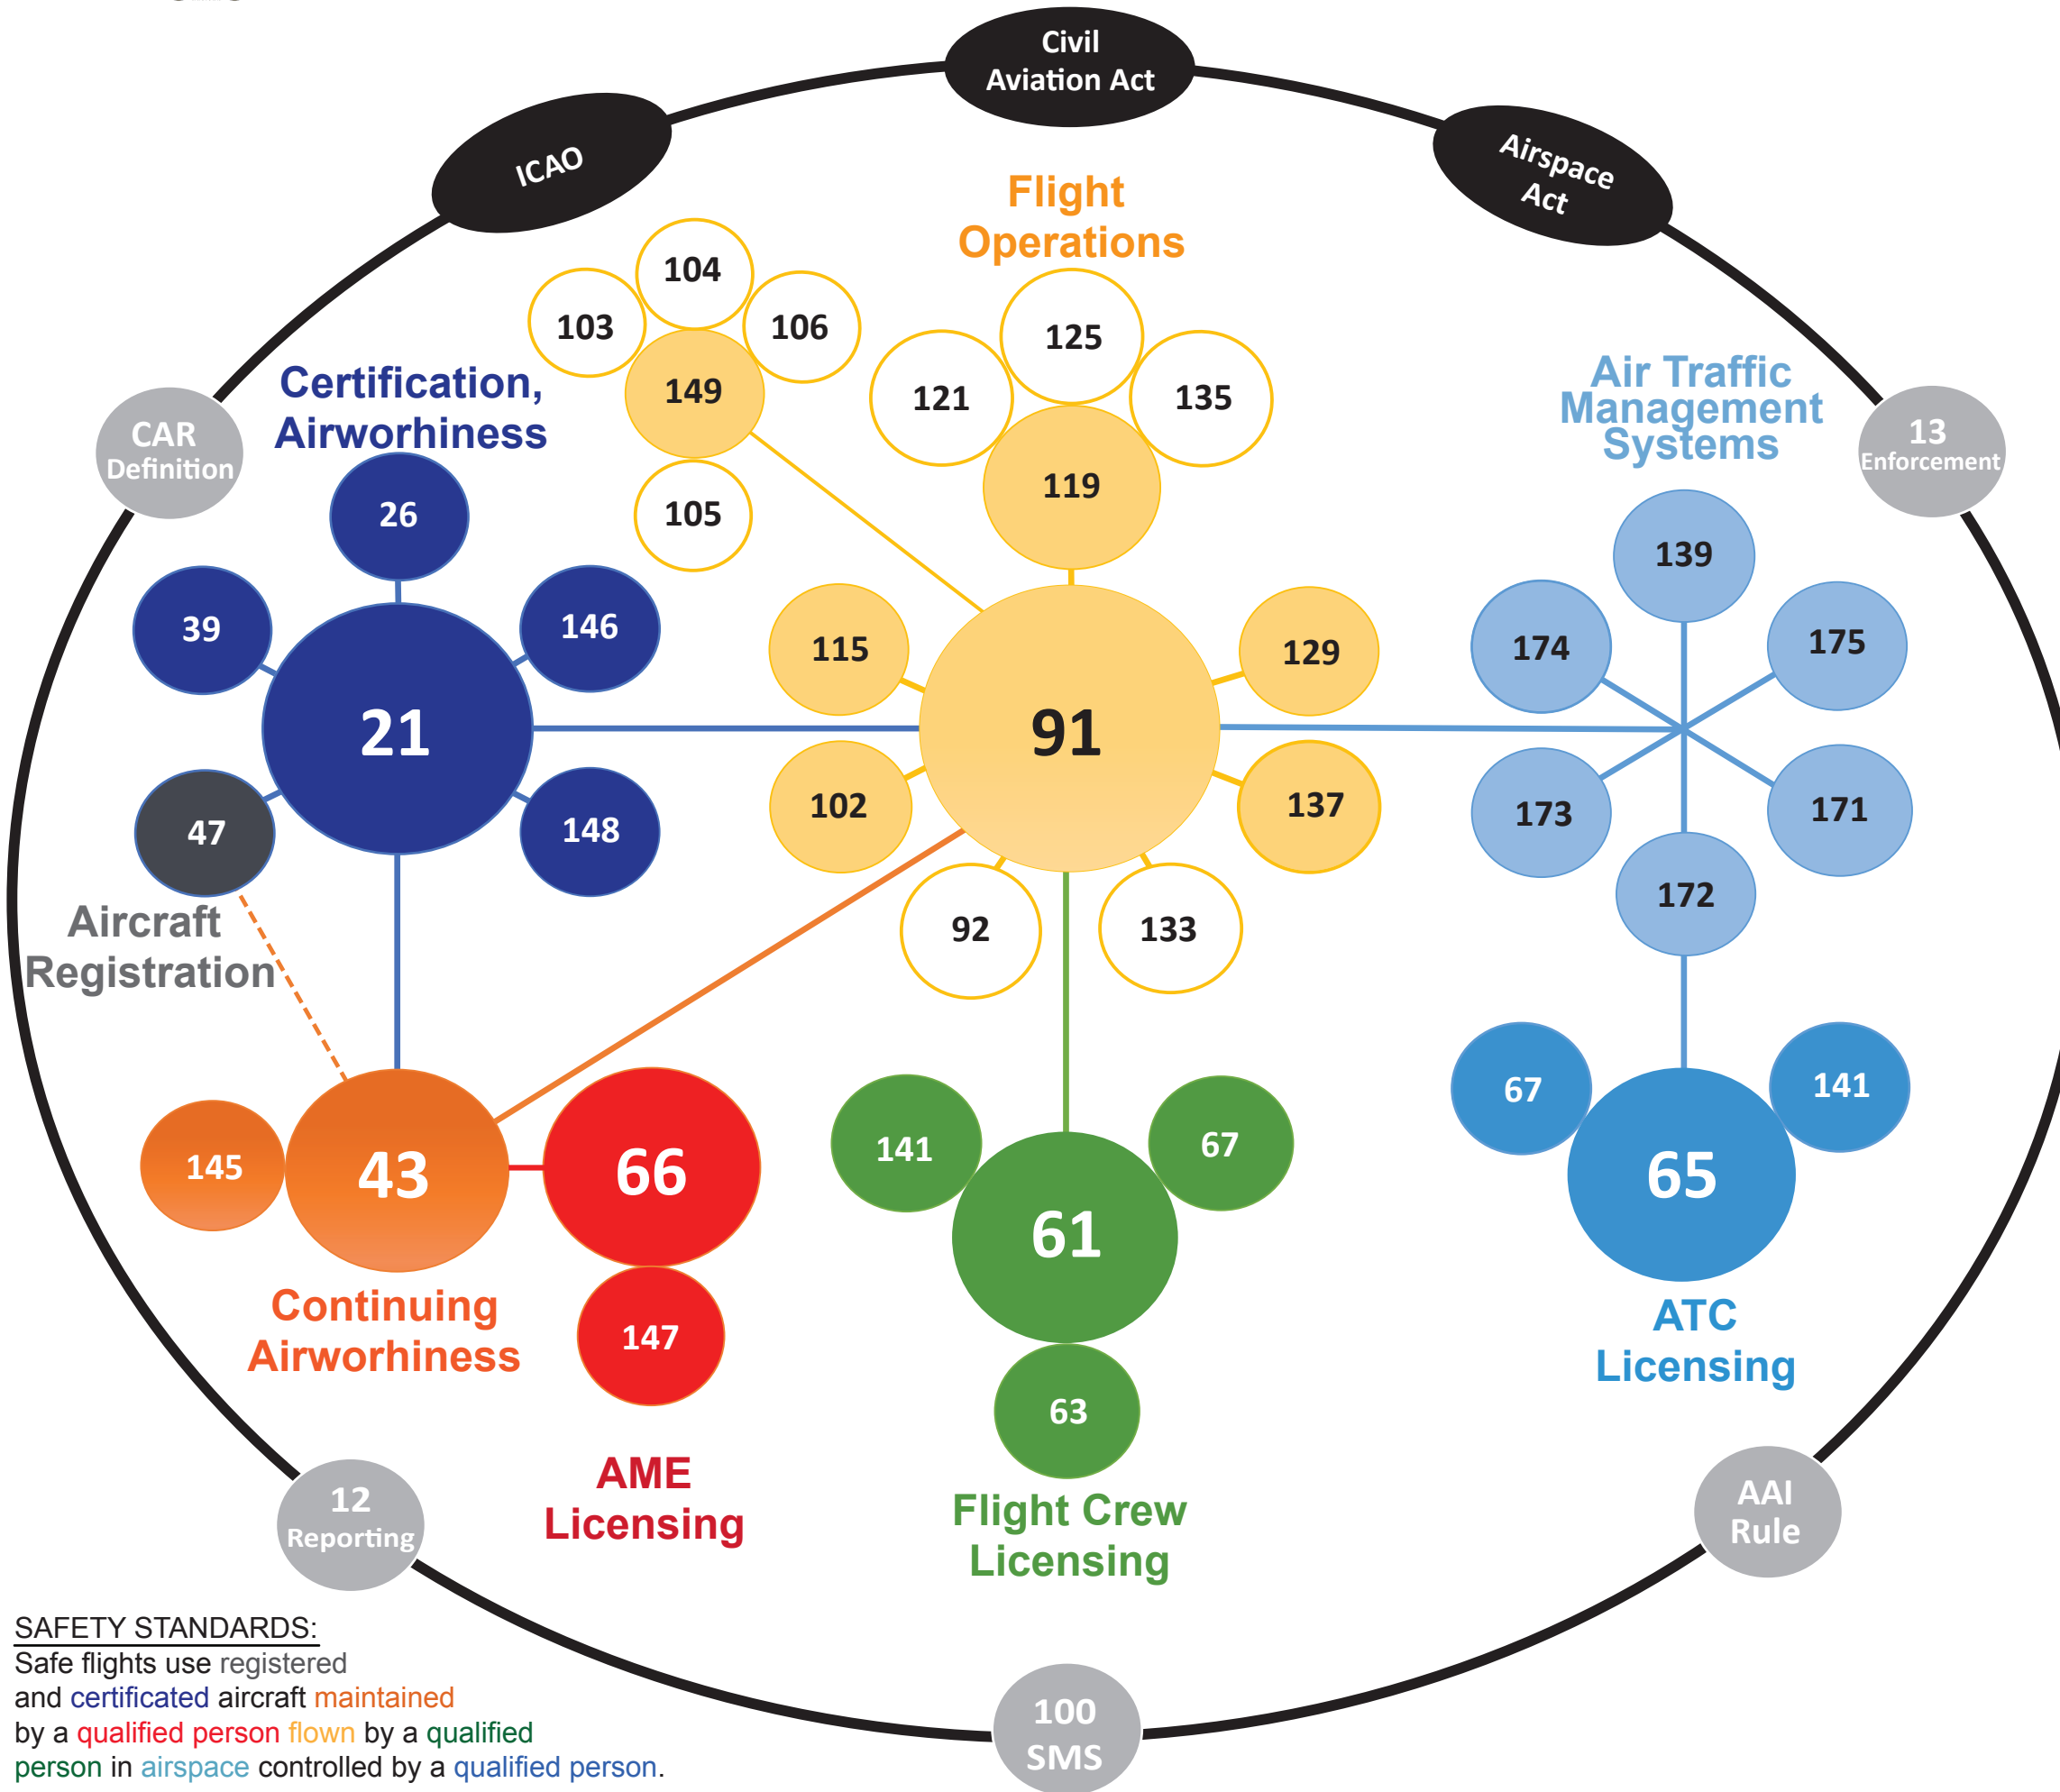 Civil
Aviation Act
ICAO
Airspace
Act
Flight
Operations
104
103
106
149
105
125
121
135
119
Certification,
Airworhiness
Air Traffic
Management
Systems
CAR
Definition
13
Enforcement
26
39
146
21
47
148
Aircraft
Registration
115
129
91
102
137
92
133
139
174
175
173
171
172
67
141
65
ATC
Licensing
145
43
66
147
Continuing
Airworhiness
AME
Licensing
141
67
61
63
Flight Crew
Licensing
12
Reporting
AAI
Rule
100
SMS
SAFETY STANDARDS:
Safe flights use registered
and certificated aircraft maintained
by a qualified person flown by a qualified
person in airspace controlled by a qualified person.